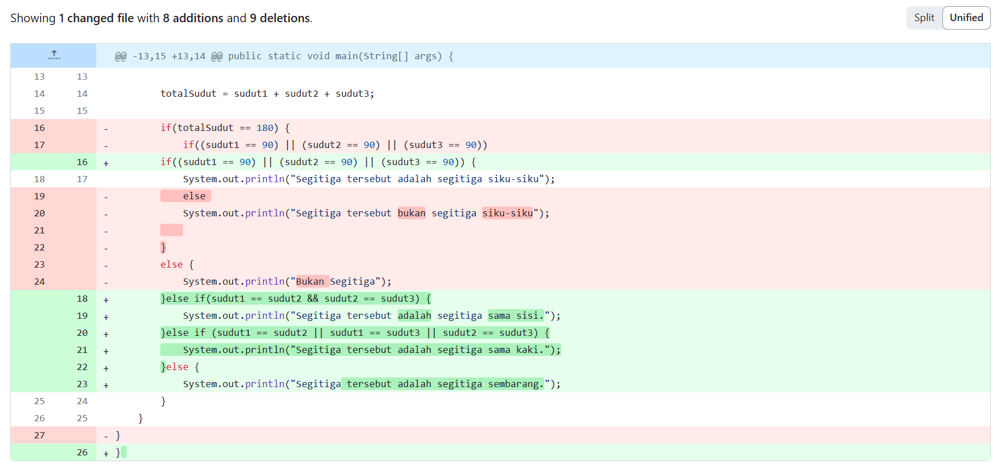 Showing 1 changed file with 8 additions and 9 deletions.
Split Unified
@@ -13,15 +13,14 @@ public static void main(String[] args) {
13 13
14 14 totalSudut = sudut1 + sudut2 + sudut3;
15 15
16 - if(totalSudut == 180) {
17 - if((sudut1 == 90) || (sudut2 == 90) || (sudut3 == 90))
16 + if((sudut1 == 90) || (sudut2 == 90) || (sudut3 == 90)) {
18 17 System.out.println("Segitiga tersebut adalah segitiga siku-siku");
19 - else
20 - System.out.println("Segitiga tersebut bukan segitiga siku-siku");
21 -
22 - }
23 - else {
24 - System.out.println("Bukan Segitiga");
18 + }else if(sudut1 == sudut2 && sudut2 == sudut3) {
19 + System.out.println("Segitiga tersebut adalah segitiga sama sisi.");
20 + }else if (sudut1 == sudut2 || sudut1 == sudut3 || sudut2 == sudut3) {
21 + System.out.println("Segitiga tersebut adalah segitiga sama kaki.");
22 + }else {
23 + System.out.println("Segitiga tersebut adalah segitiga sembarang.");
25 24 }
26 25 }
27 - }
26 + }